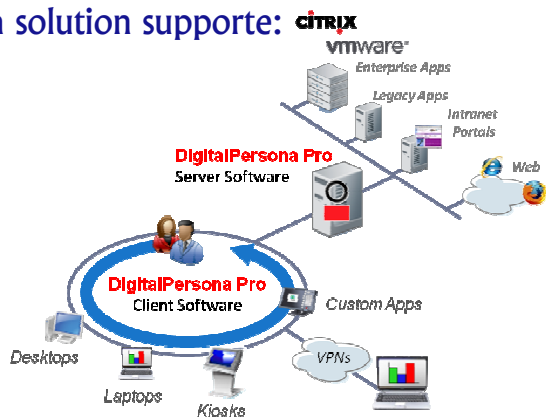 solution supporte:
CITRIX
vmware
Enterprise Apps
Legacy Apps
Intranet
Portals
Web
DigitalPersona Pro
Server Software
DigitalPersona Pro
Client Software
Custom Apps
Desktops
Laptops
Kiosks
VPNs